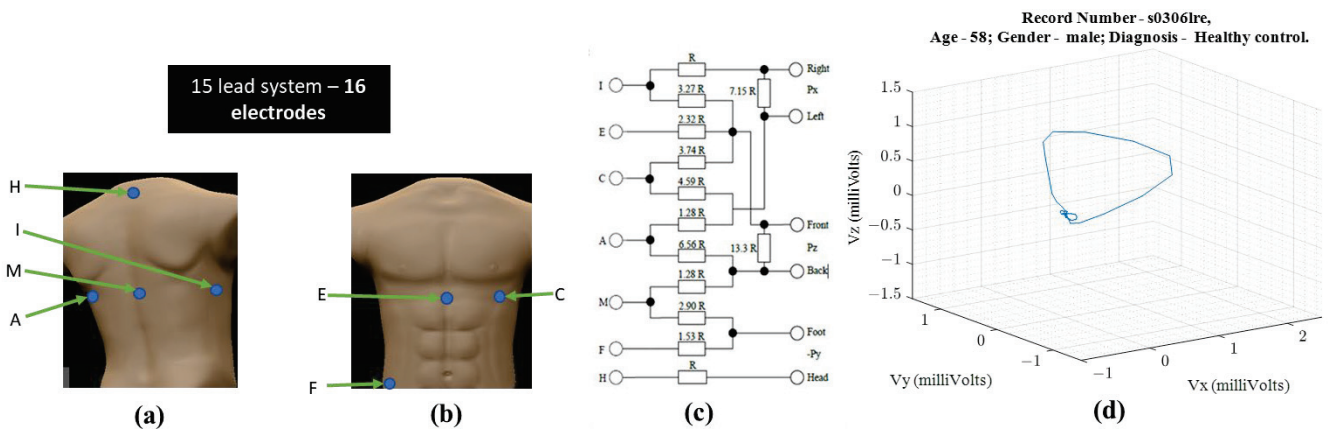 15 lead system – 16
electrodes
H
I
M
A
(a)
E
C
F
(b)
R
Right
I
3.27 R
7.15 R
Px
2.32 R
Left
E
3.74 R
C
4.59 R
1.28 R
Front
A
6.56 R
13.3 R
Pz
1.28 R
Back
M
2.90 R
Foot
1.53 R
-Py
F
R
H
Head
(c)
Record Number - s0306lre,
Age - 58; Gender - male; Diagnosis - Healthy control.
1.5
1
0.5
0
−0.5
−1
−1.5
Vz (milliVolts)
1
0
−1
Vy (milliVolts)
−1
0
1
2
Vx (milliVolts)
(d)